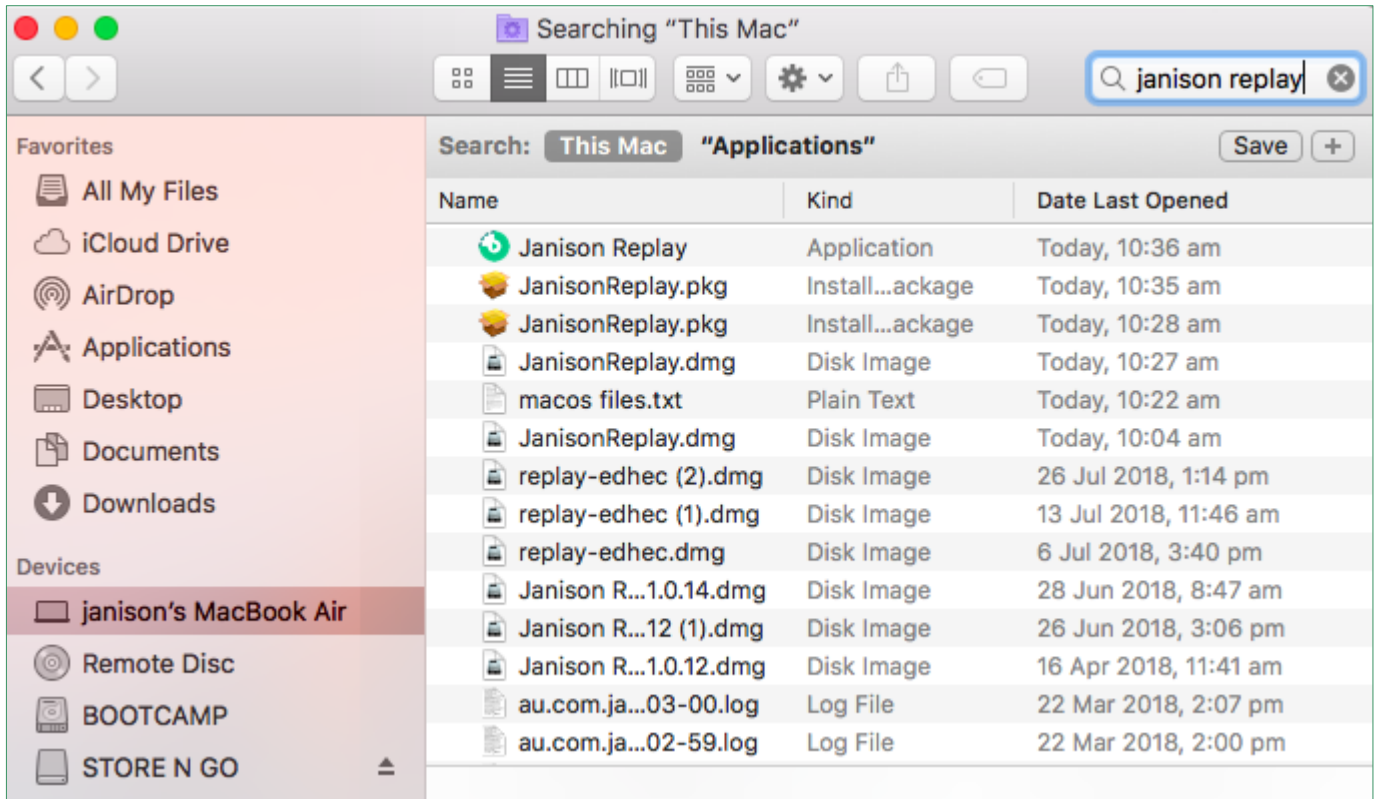 Searching “This Mac”
janison replay
Favorites
All My Files
iCloud Drive
AirDrop
Applications
Desktop
Documents
Downloads
Devices
janison’s MacBook Air
Remote Disc
BOOTCAMP
STORE N GO
Search: This Mac “Applications” Save +
Name Kind Date Last Opened
Janison Replay Application Today, 10:36 am
JanisonReplay.pkg Install...ackage Today, 10:35 am
JanisonReplay.pkg Install...ackage Today, 10:28 am
JanisonReplay.dmg Disk Image Today, 10:27 am
macos files.txt Plain Text Today, 10:22 am
JanisonReplay.dmg Disk Image Today, 10:04 am
replay-edhec (2).dmg Disk Image 26 Jul 2018, 1:14 pm
replay-edhec (1).dmg Disk Image 13 Jul 2018, 11:46 am
replay-edhec.dmg Disk Image 6 Jul 2018, 3:40 pm
Janison R...1.0.14.dmg Disk Image 28 Jun 2018, 8:47 am
Janison R...12 (1).dmg Disk Image 26 Jun 2018, 3:06 pm
Janison R...1.0.12.dmg Disk Image 16 Apr 2018, 11:41 am
au.com.ja...03-00.log Log File 22 Mar 2018, 2:07 pm
au.com.ja...02-59.log Log File 22 Mar 2018, 2:00 pm